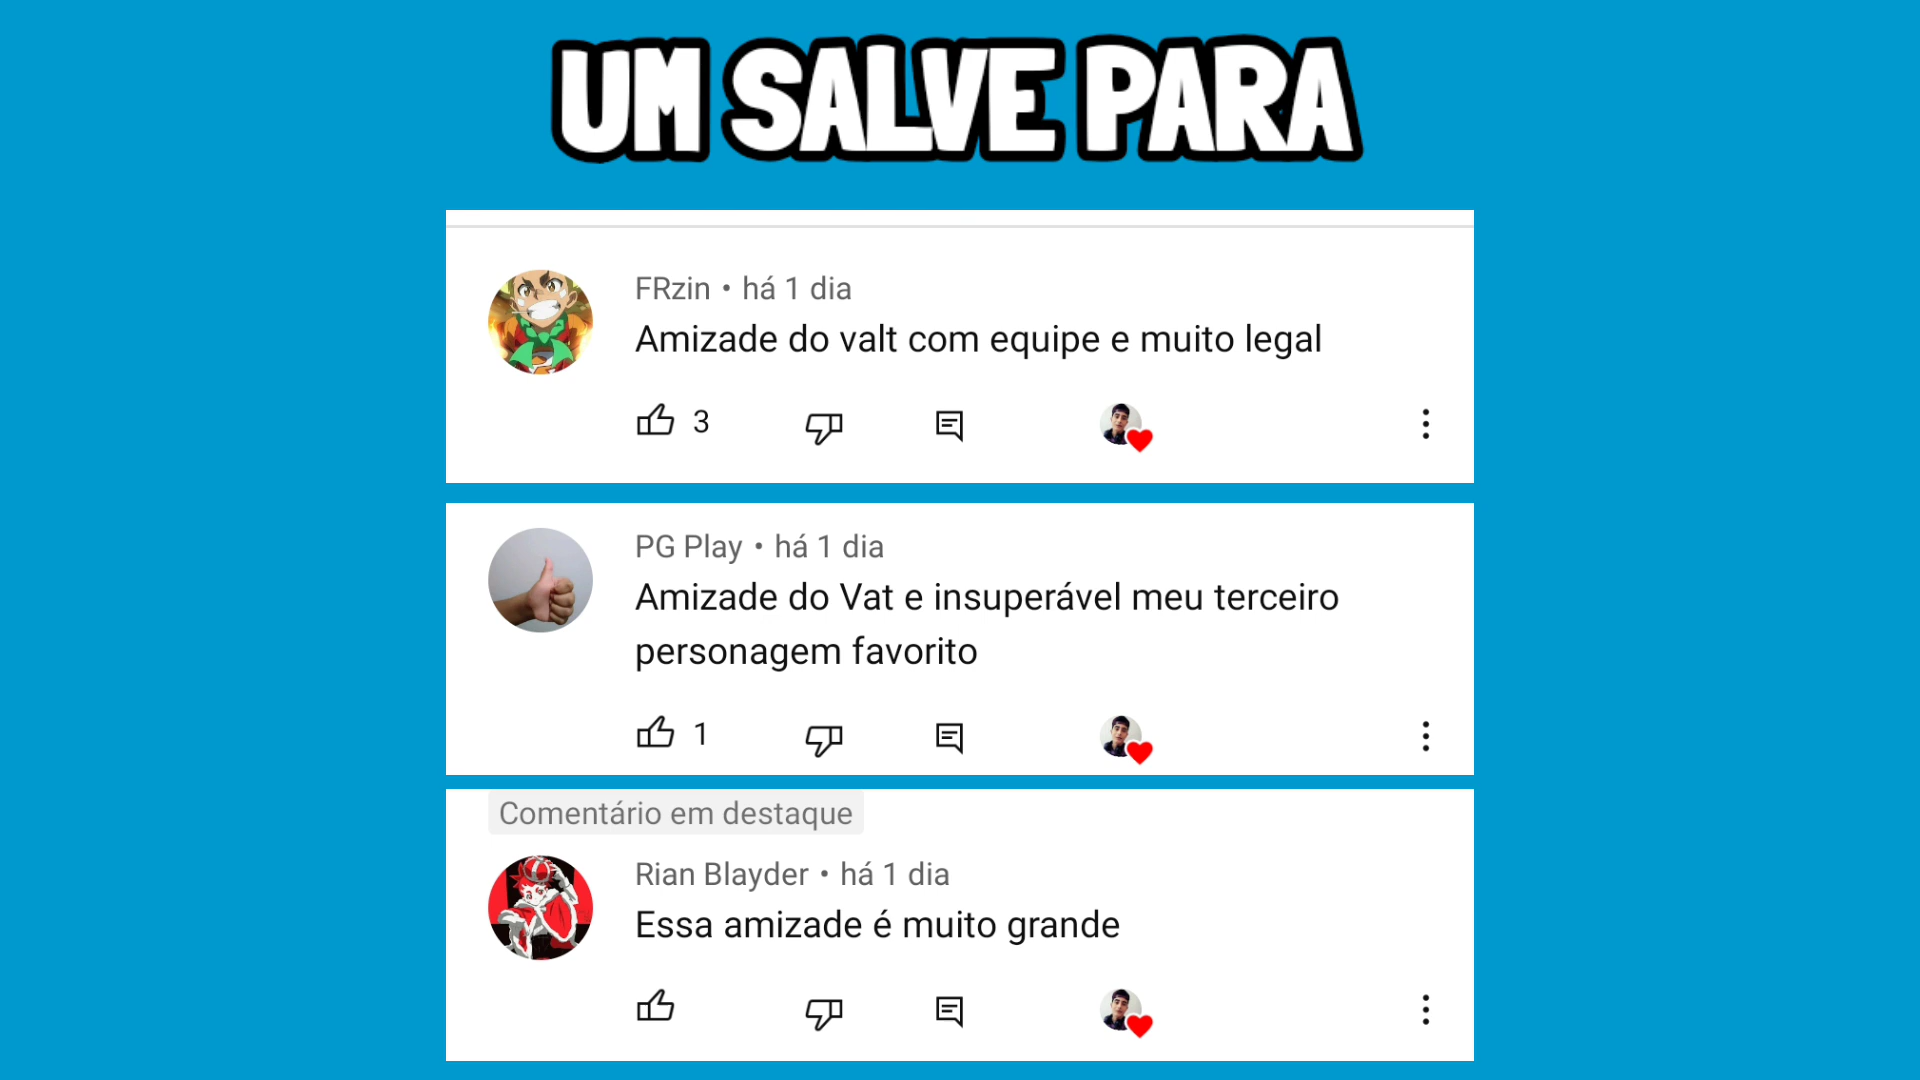 UM SALVE PARA
FRzin • há 1 dia
Amizade do valt com equipe e muito legal
3
PG Play • há 1 dia
Amizade do Vat e insuperável meu terceiro
personagem favorito
1
Comentário em destaque
Rian Blayder • há 1 dia
Essa amizade é muito grande